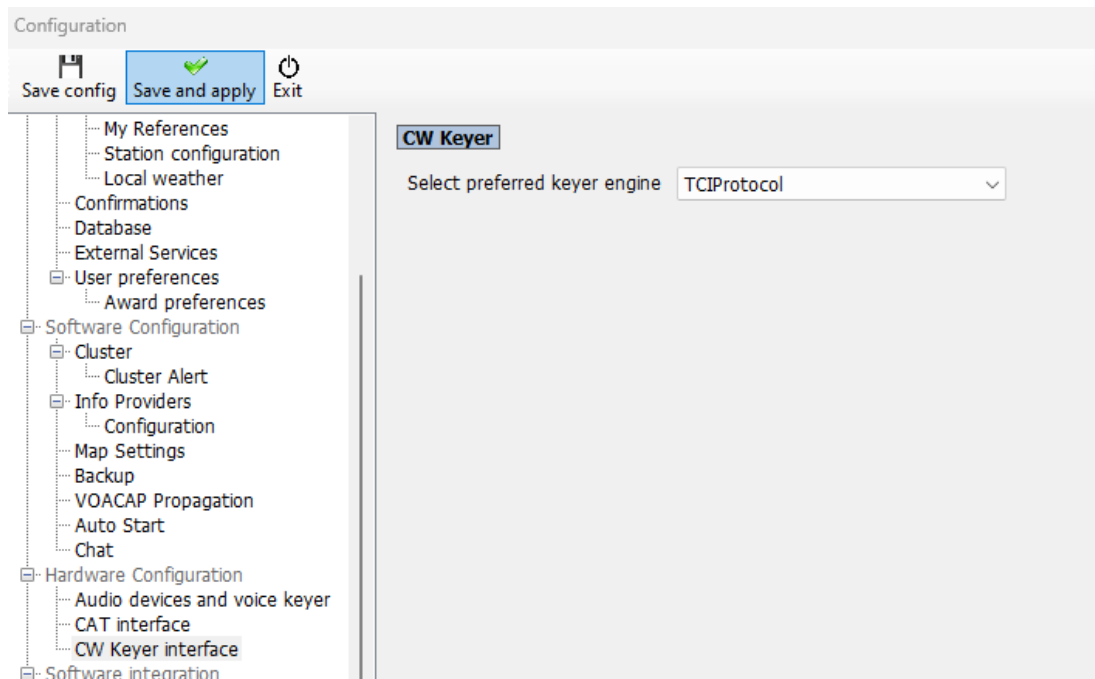 Configuration
Save config Save and apply Exit
My References
Station configuration
Local weather
Confirmations
Database
External Services
User preferences
Award preferences
Software Configuration
Cluster
Cluster Alert
Info Providers
Configuration
Map Settings
Backup
VOACAP Propagation
Auto Start
Chat
Hardware Configuration
Audio devices and voice keyer
CAT interface
CW Keyer interface
Software integration
CW Keyer
Select preferred keyer engine TCIProtocol